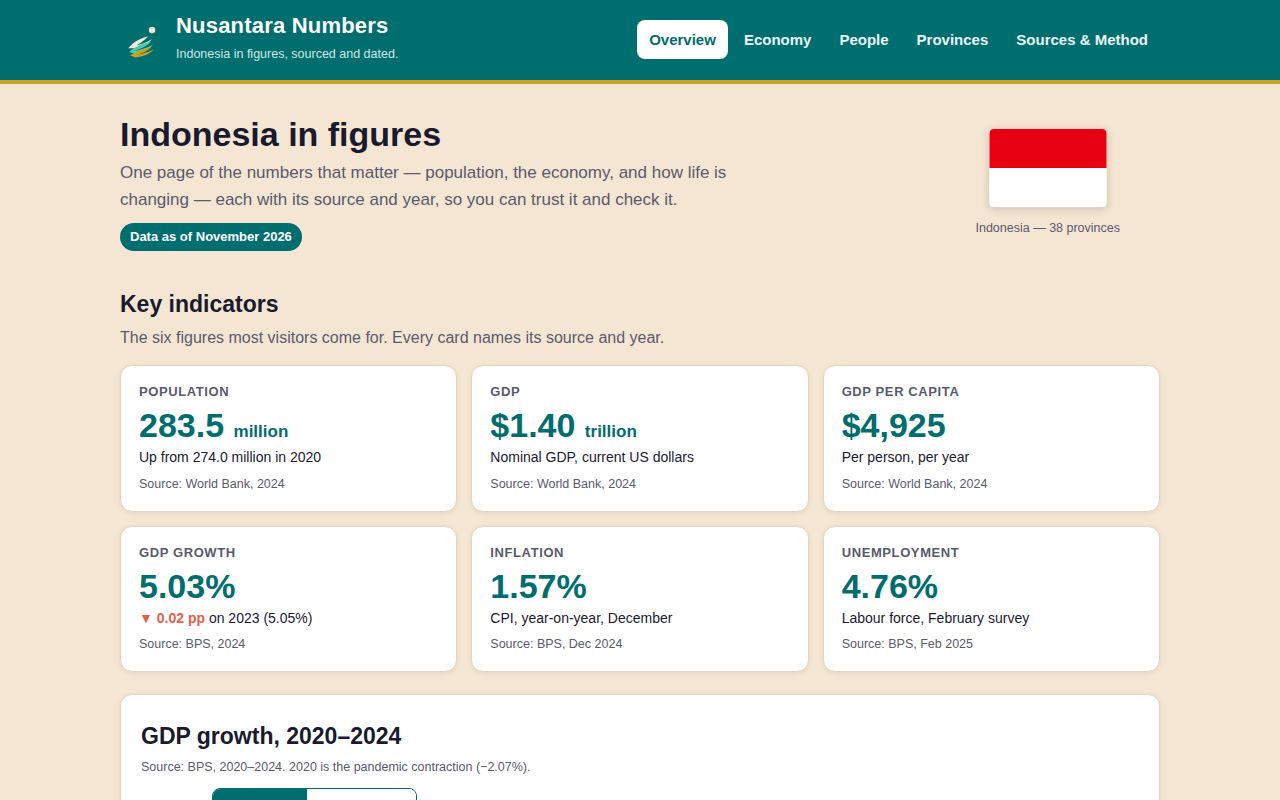 Nusantara Numbers
Indonesia in figures, sourced and dated.
Overview
Economy
People
Provinces
Sources & Method
Indonesia in figures
One page of the numbers that matter — population, the economy, and how life is
changing — each with its source and year, so you can trust it and check it.
Data as of November 2026
Indonesia — 38 provinces
Key indicators
The six figures most visitors come for. Every card names its source and year.
POPULATION
283.5 million
Up from 274.0 million in 2020
Source: World Bank, 2024
GDP
$1.40 trillion
Nominal GDP, current US dollars
Source: World Bank, 2024
GDP PER CAPITA
$4,925
Per person, per year
Source: World Bank, 2024
GDP GROWTH
5.03%
▼ 0.02 pp on 2023 (5.05%)
Source: BPS, 2024
INFLATION
1.57%
CPI, year-on-year, December
Source: BPS, Dec 2024
UNEMPLOYMENT
4.76%
Labour force, February survey
Source: BPS, Feb 2025
GDP growth, 2020–2024
Source: BPS, 2020–2024. 2020 is the pandemic contraction (−2.07%).